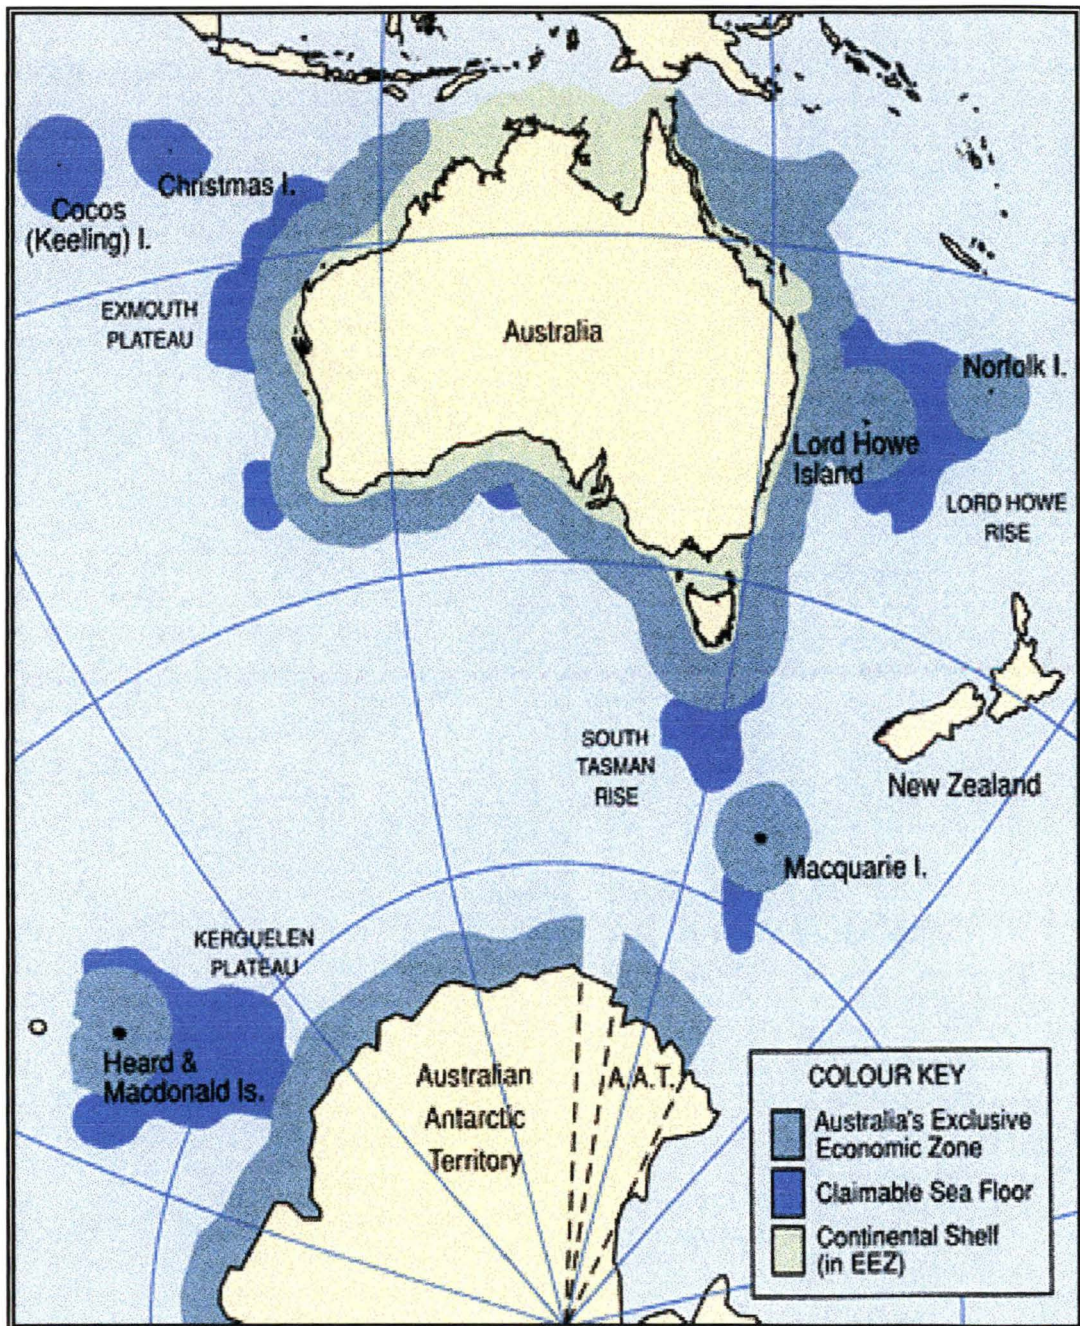 Christmas I.
Cocos
(Keeling) I.
EXMOUTH
PLATEAU
Australia
Norfolk I.
Lord Howe
Island
LORD HOWE
RISE
SOUTH
TASMAN
RISE
New Zealand
Macquarie I.
KERGUELEN
PLATEAU
Heard &
Macdonald Is.
Australian
Antarctic
Territory
A.A.T.
COLOUR KEY
Australia's Exclusive
Economic Zone
Claimable Sea Floor
Continental Shelf
(in EEZ)